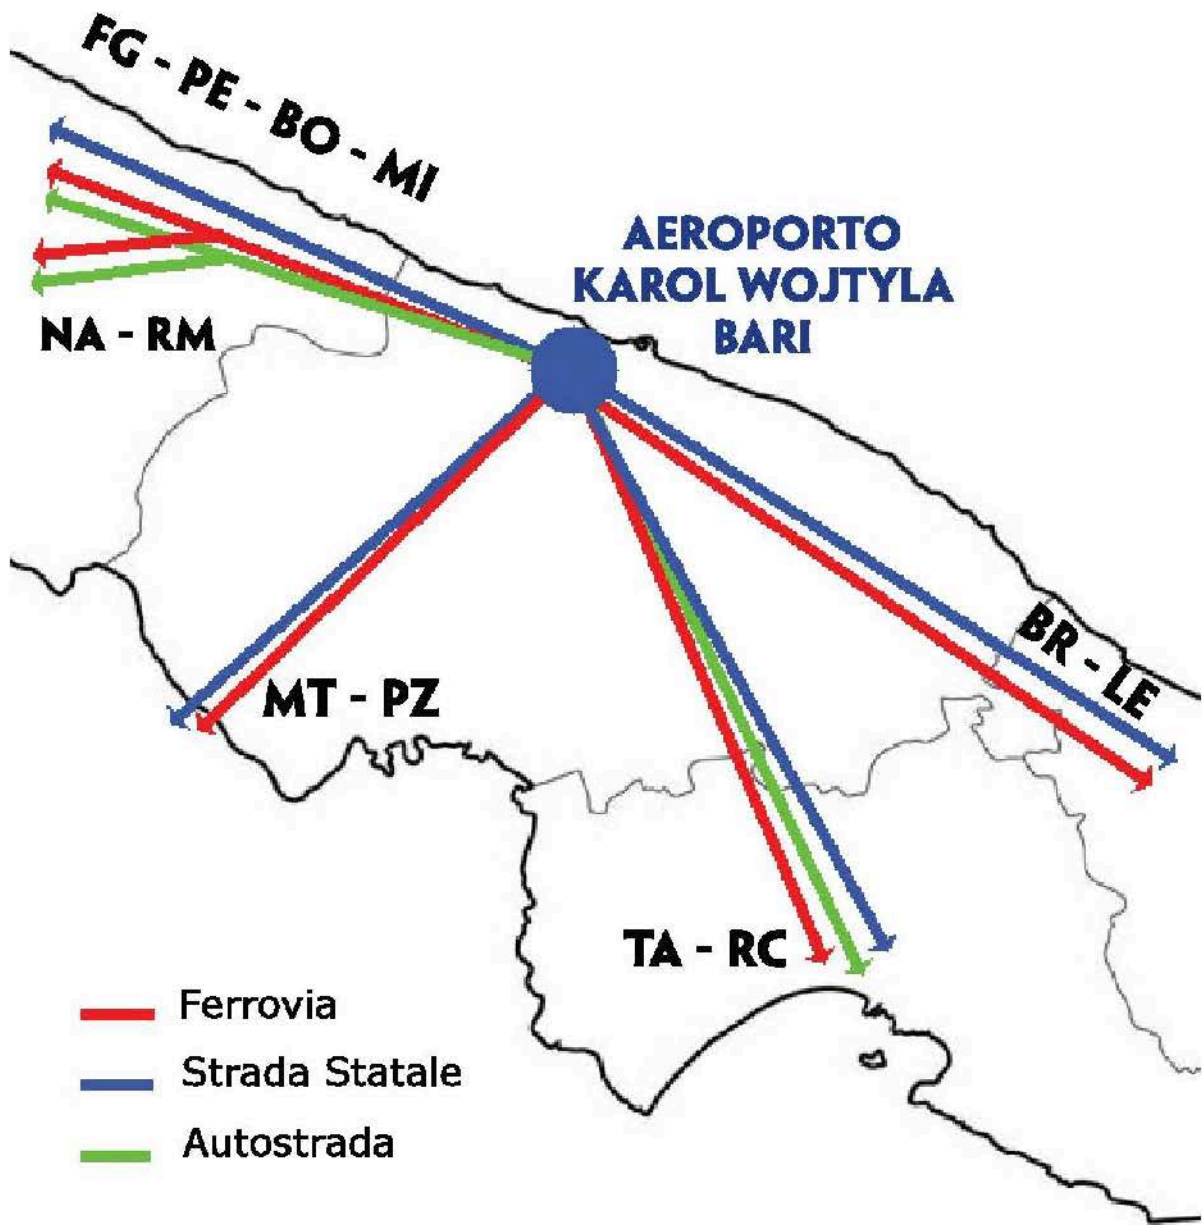 FG - PE - BO - MI
AEROPORTO
KAROL WOJTYLA
BARI
NA - RM
BR - LE
MT - PZ
TA - RC
Ferrovia
Strada Statale
Autostrada